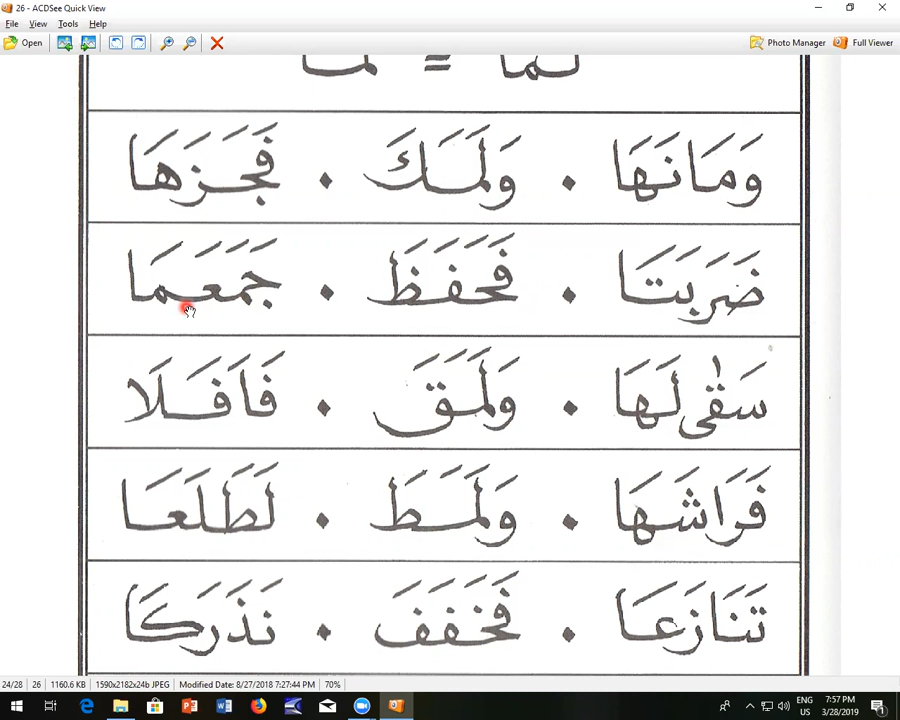 26 - ACDSee Quick View
File View Tools Help
Open Photo Manager Full Viewer
لَمَا = لَمَا
وَمَانَهَا • وَلَمَكَ • فَجَزَهَا
ضَرَبَتَا • فَحَفَظَ • جَمَعَمَا
سَقٰى لَهَا • وَلَمَقَ • فَاَفَلَا
فَرَاشَهَا • وَلَمَطَ • لَطَلَعَا
تَنَازَعَا • فَخَفَفَ • نَذَرَكَا
24/28 26 1160.6 KB 1590x2182x24b JPEG Modified Date: 8/27/2018 7:27:44 PM 70%
ENG 7:57 PM
US 3/28/2019
1